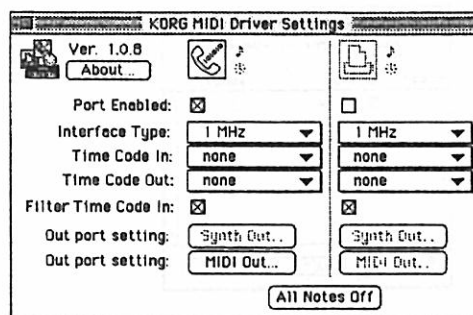 KORG MIDI Driver Settings
Ver. 1.0.8
About ..
Port Enabled:
Interface Type: 1 MHz 1 MHz
Time Code In: none none
Time Code Out: none none
Filter Time Code In:
Out port setting: Synth Out.. Synth Out..
Out port setting: MIDI Out... MIDI Out..
All Notes Off